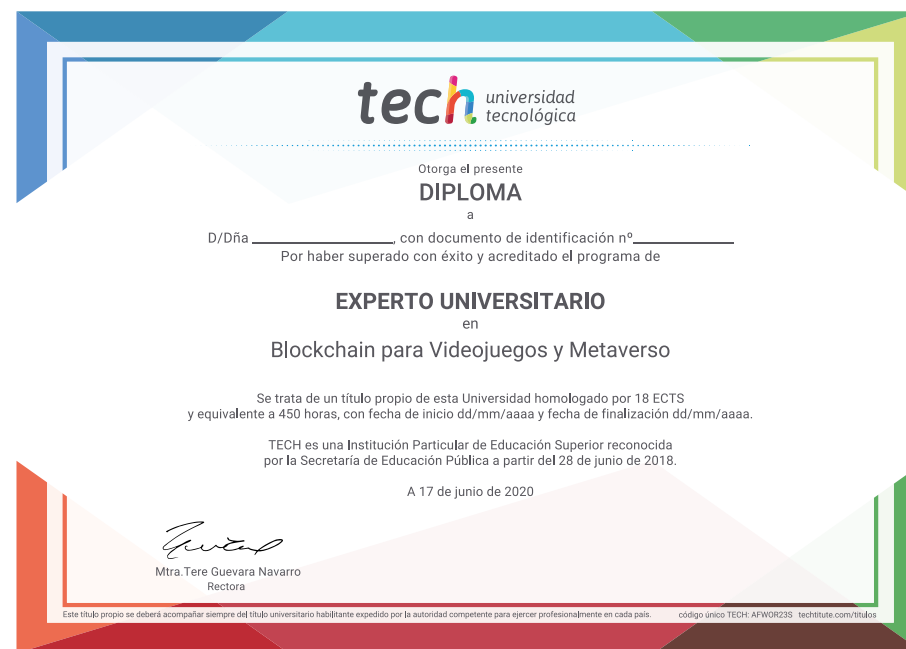 tech universidad
tecnológica
Otorga el presente
DIPLOMA
a
D/Dña ____________, con documento de identificación nº____________
Por haber superado con éxito y acreditado el programa de
EXPERTO UNIVERSITARIO
en
Blockchain para Videojuegos y Metaverso
Se trata de un título propio de esta Universidad homologado por 18 ECTS
y equivalente a 450 horas, con fecha de inicio dd/mm/aaaa y fecha de finalización dd/mm/aaaa.
TECH es una Institución Particular de Educación Superior reconocida
por la Secretaría de Educación Pública a partir del 28 de junio de 2018.
A 17 de junio de 2020
Mtra.Tere Guevara Navarro
Rectora
Este título propio se deberá acompañar siempre del título universitario habilitante expedido por la autoridad competente para ejercer profesionalmente en cada país. código único TECH: AFWOR23S techtitute.com/titulos